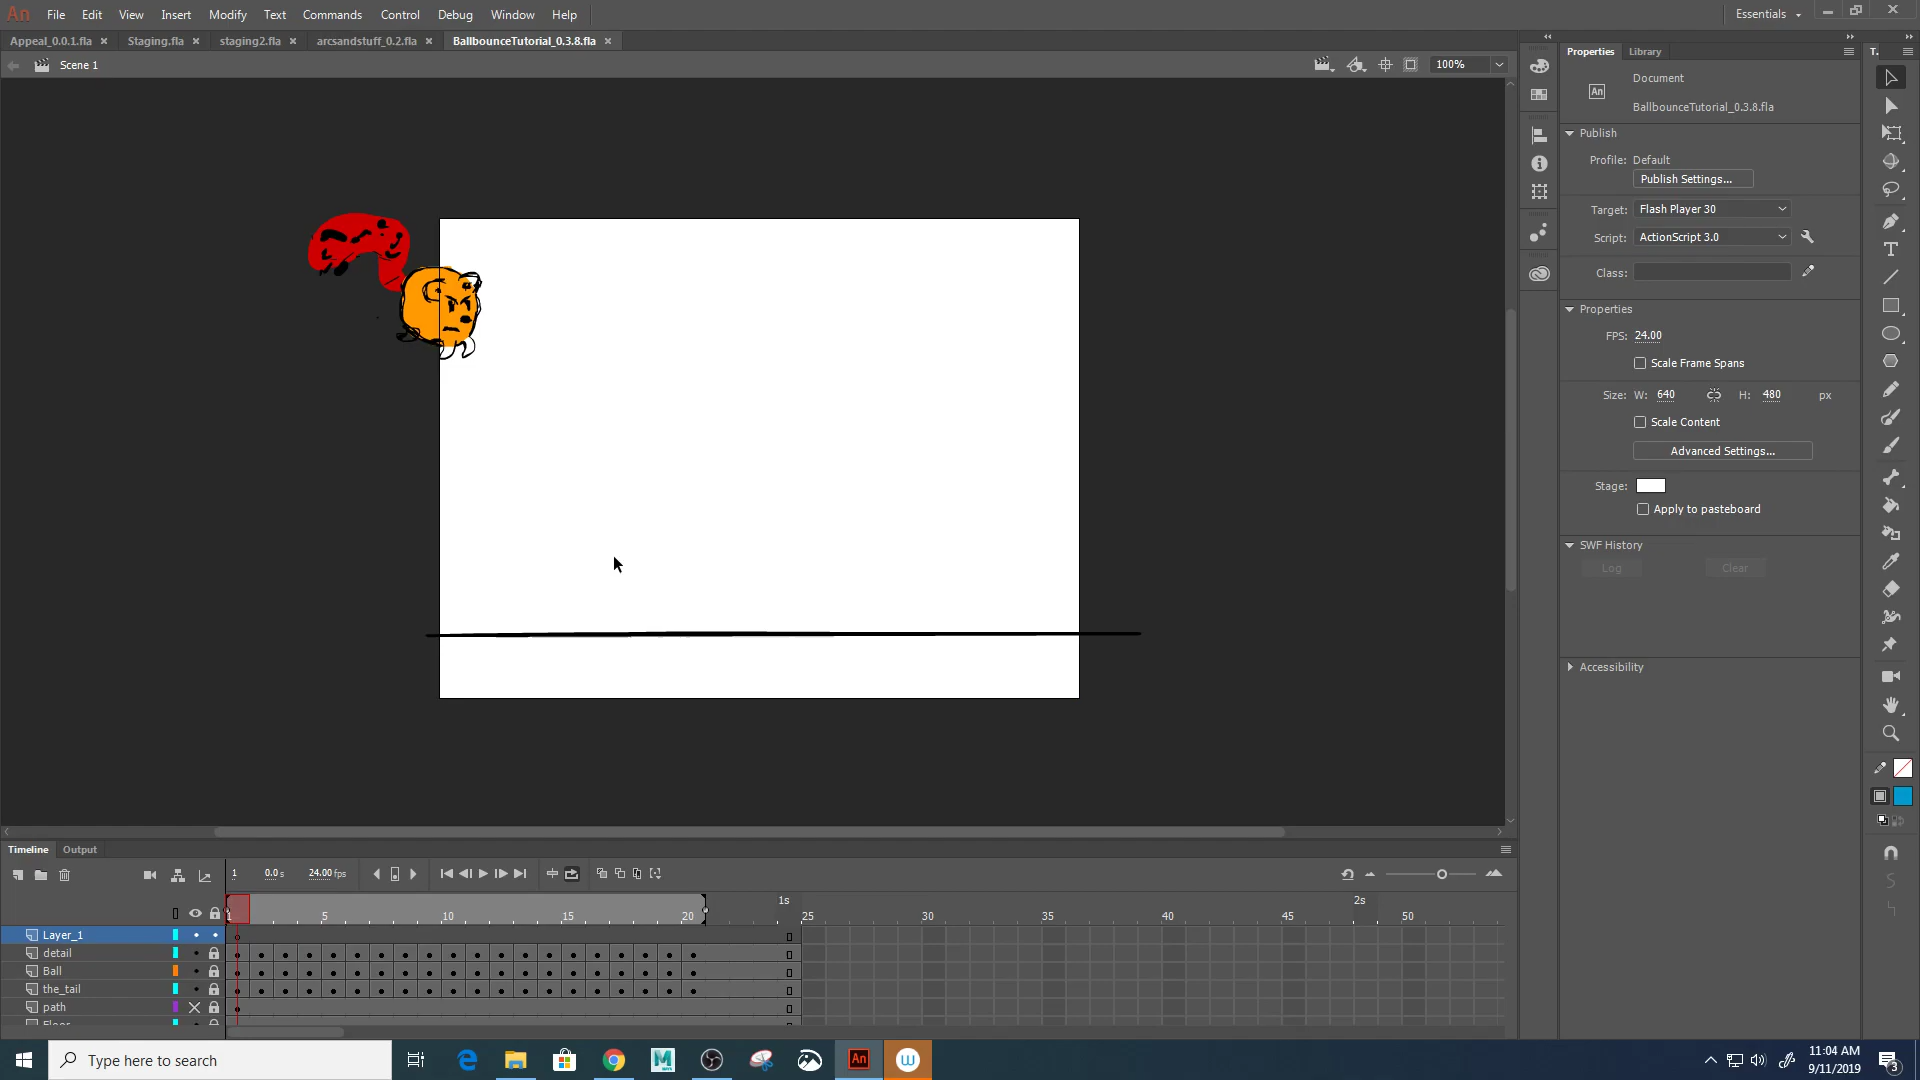 An File Edit View Insert Modify Text Commands Control Debug Window Help Essentials
Appeal_0.0.1.fla × Staging.fla × staging2.fla × arcsandstuff_0.2.fla × BallbounceTutorial_0.3.8.fla ×
Scene 1 100%
Properties Library T.
Document
An BallbounceTutorial_0.3.8.fla
Publish
Profile: Default
Publish Settings...
Target: Flash Player 30
Script: ActionScript 3.0
Class:
Properties
FPS: 24.00
Scale Frame Spans
Size: W: 640 H: 480 px
Scale Content
Advanced Settings...
Stage:
Apply to pasteboard
SWF History
Log Clear
Accessibility
Timeline Output
1 0.0 s 24.00 fps
1s 2s
1 5 10 15 20 25 30 35 40 45 50
Layer_1
detail
Ball
the_tail
path
Floor
Type here to search
An
W
11:04 AM
9/11/2019
3